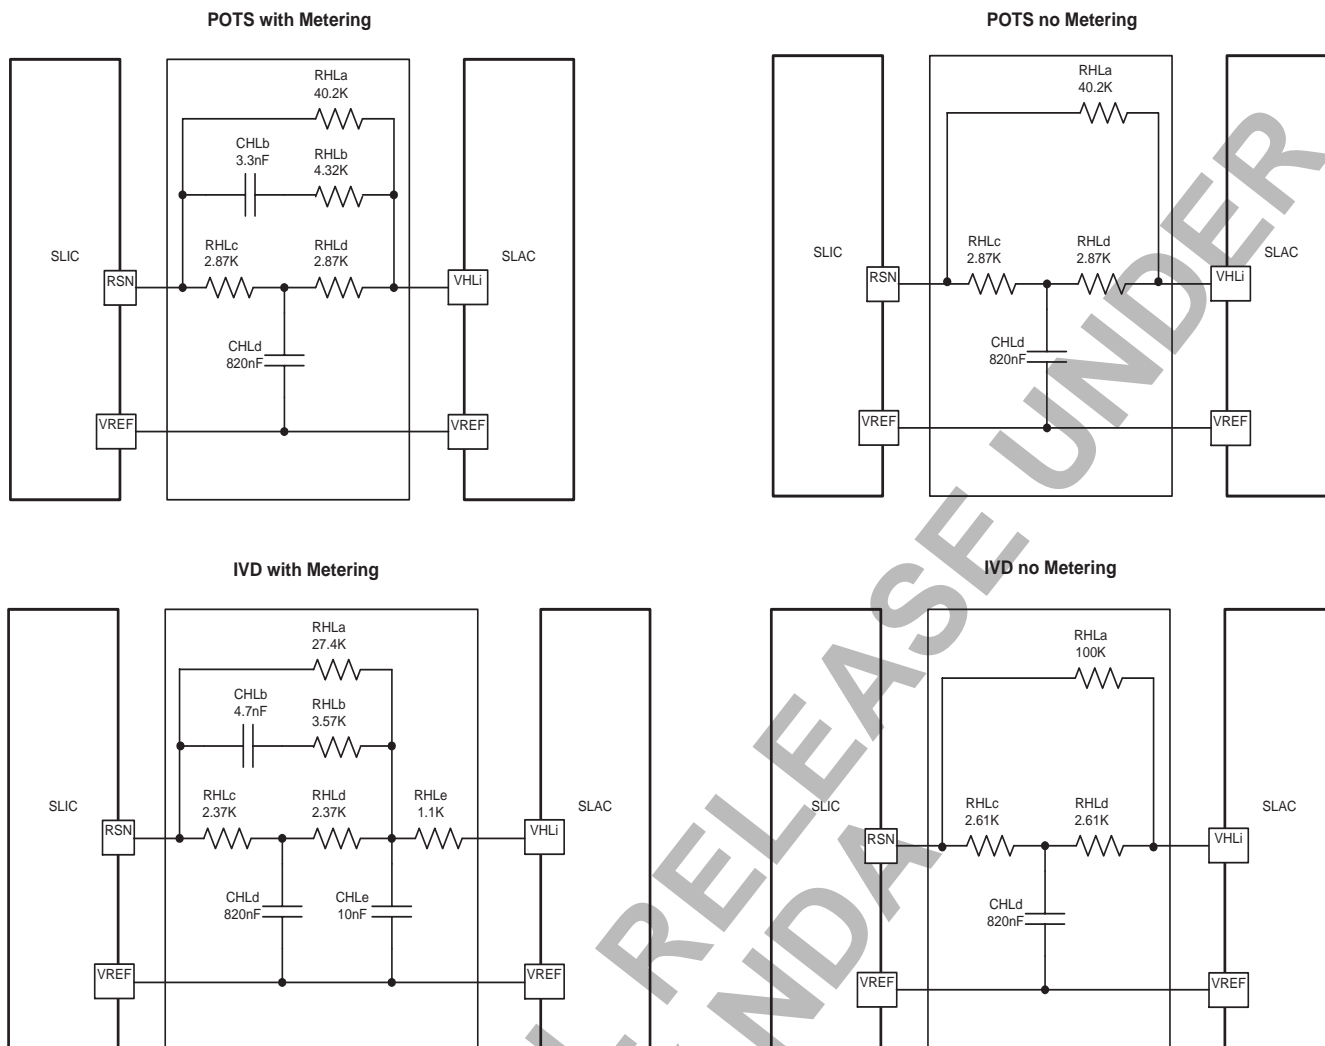 POTS with Metering
RHLa
40.2K
CHLb
3.3nF
RHLb
4.32K
SLIC
RHLc
2.87K
RHLd
2.87K
SLAC
RSN
VHLi
CHLd
820nF
VREF
VREF
POTS no Metering
RHLa
40.2K
SLIC
RHLc
2.87K
RHLd
2.87K
SLAC
RSN
VHLi
CHLd
820nF
VREF
VREF
IVD with Metering
RHLa
27.4K
CHLb
4.7nF
RHLb
3.57K
SLIC
RHLc
2.37K
RHLd
2.37K
RHLe
1.1K
SLAC
RSN
VHLi
CHLd
820nF
CHLe
10nF
VREF
VREF
IVD no Metering
RHLa
100K
SLIC
RHLc
2.61K
RHLd
2.61K
SLAC
RSN
VHLi
CHLd
820nF
VREF
VREF
RELEASE UNDER
NDA